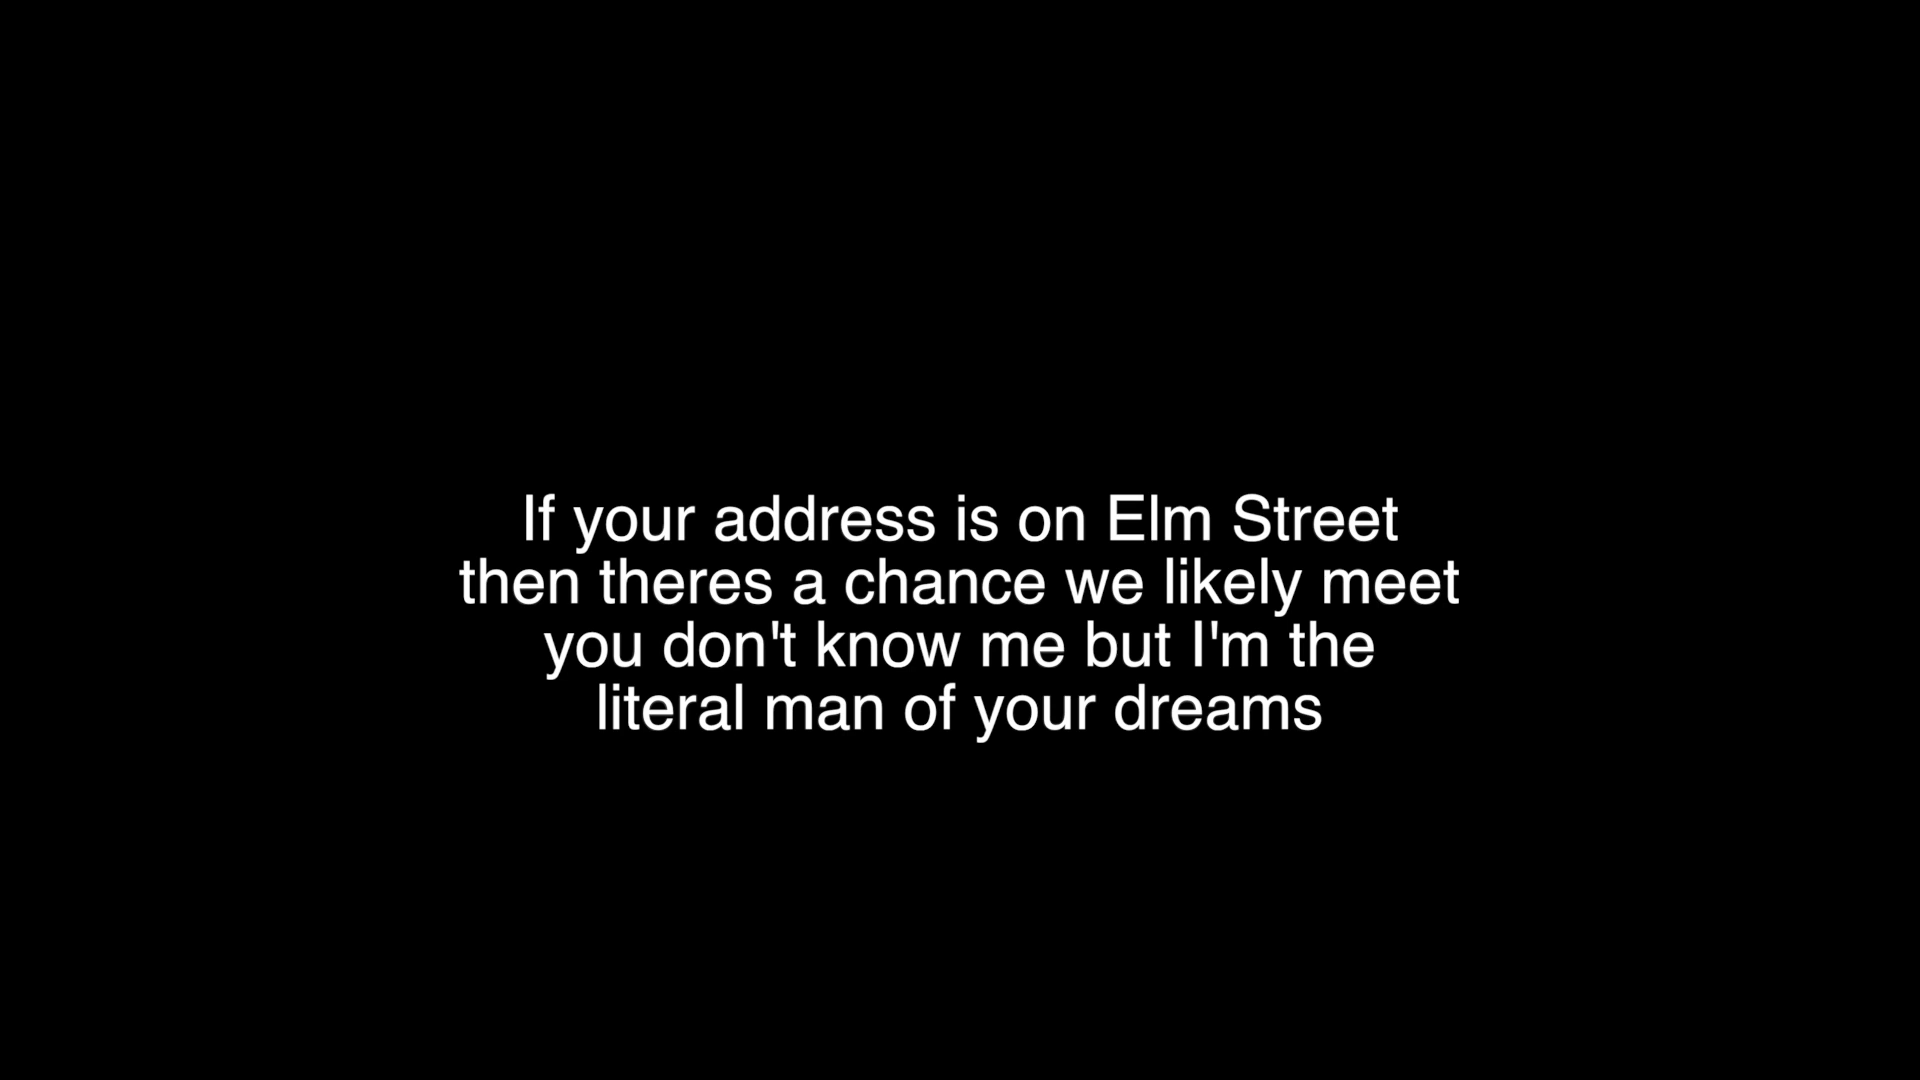 If your address is on Elm Street
then theres a chance we likely meet
you don't know me but I'm the
literal man of your dreams